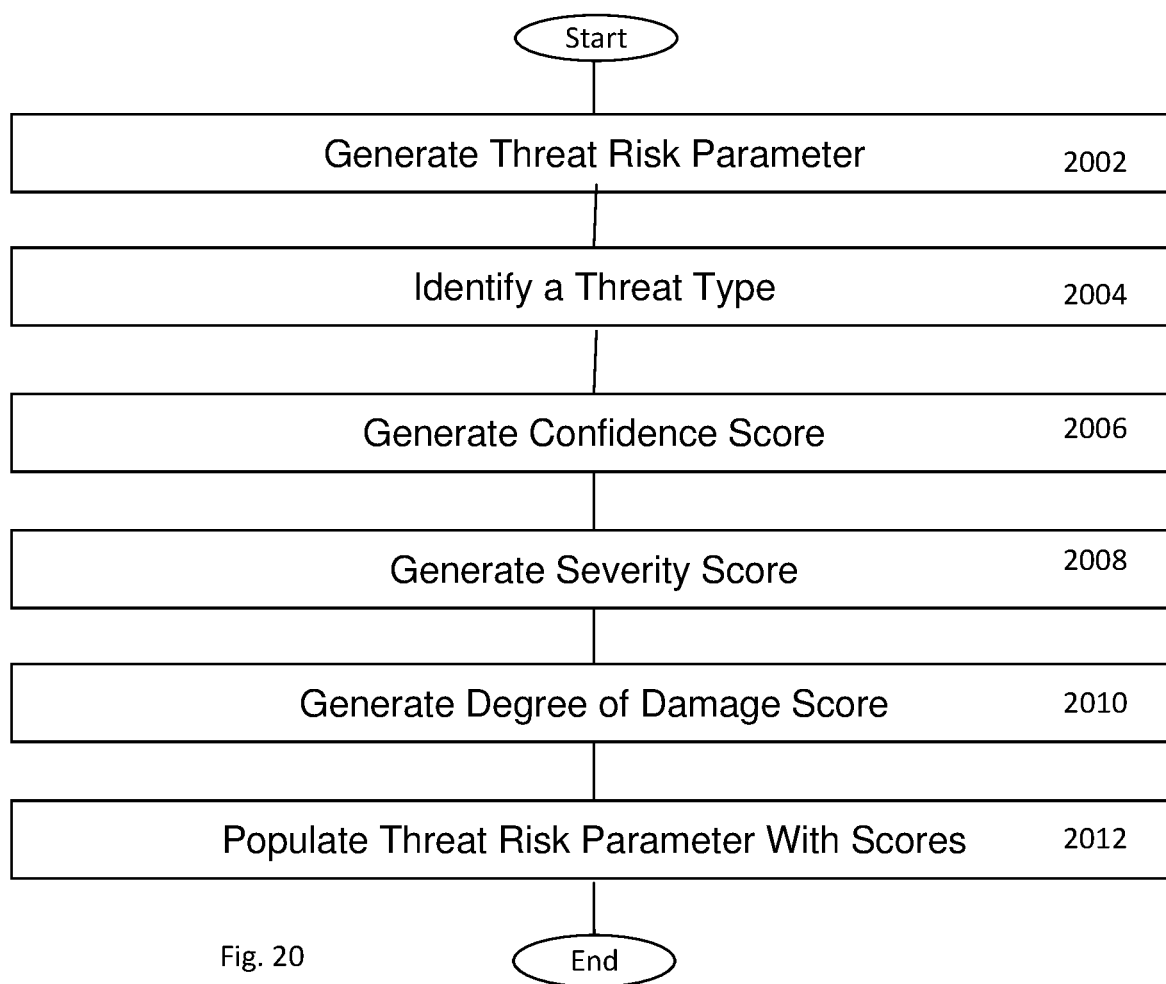 Start
Generate Threat Risk Parameter 2002
Identify a Threat Type 2004
Generate Confidence Score 2006
Generate Severity Score 2008
Generate Degree of Damage Score 2010
Populate Threat Risk Parameter With Scores 2012
Fig. 20
End